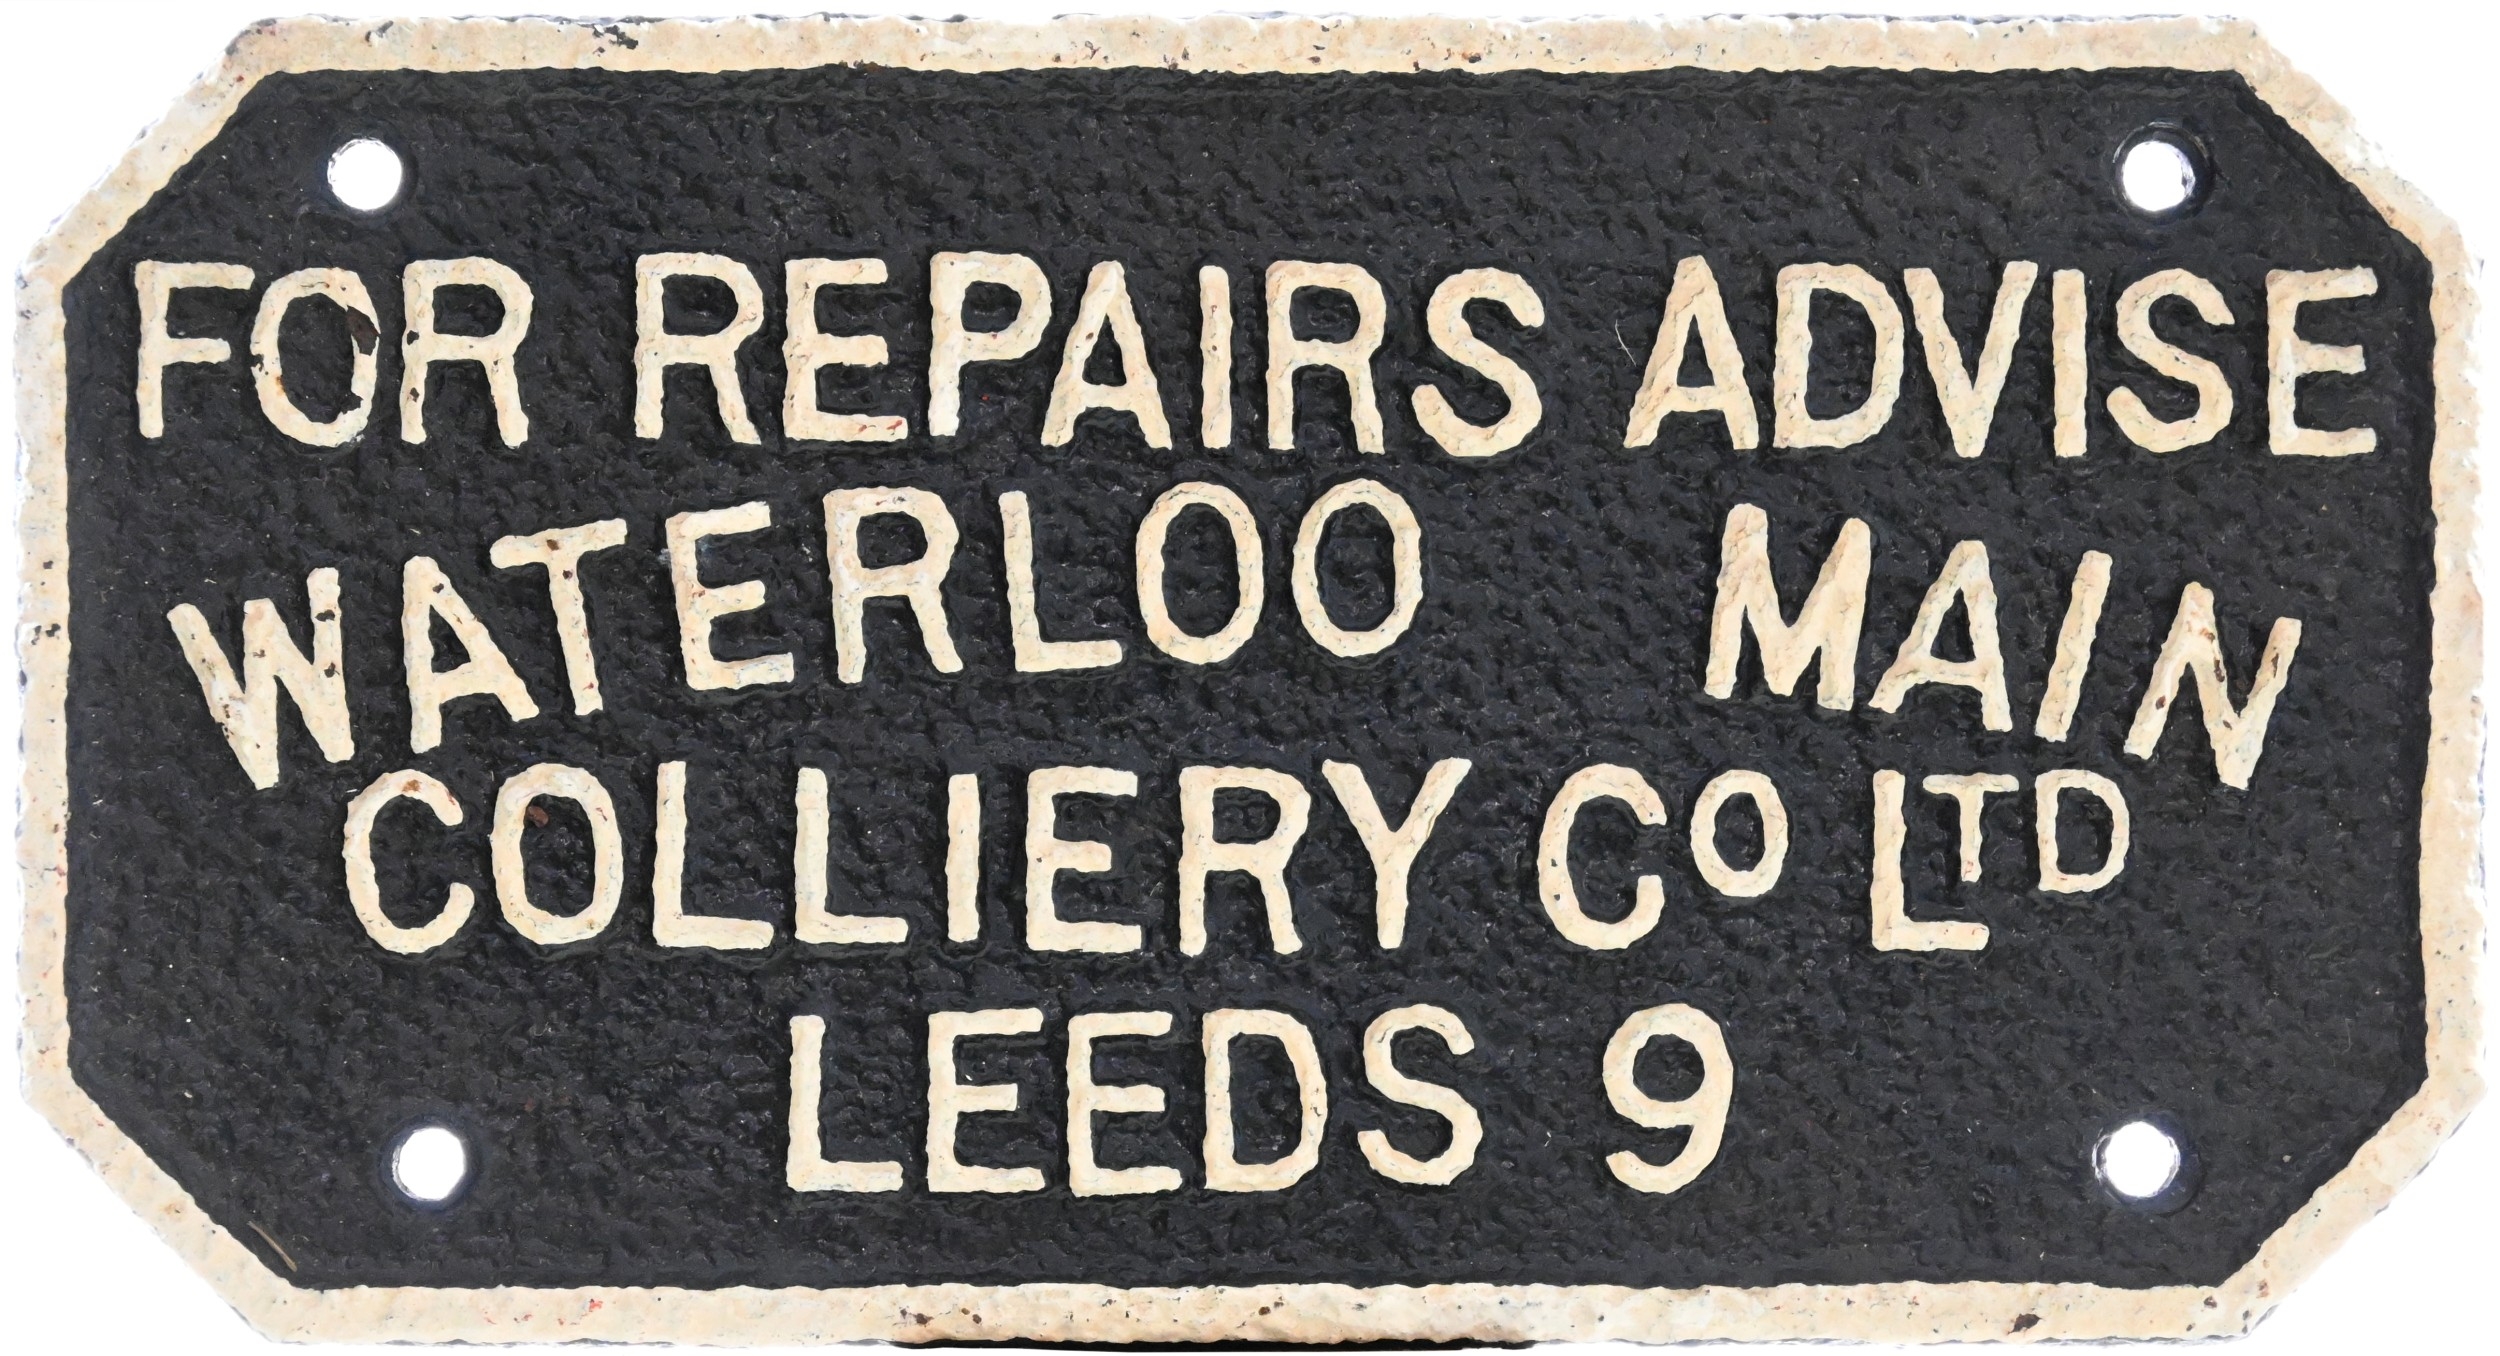 FOR REPAIRS ADVISE
WATERLOO MAIN
COLLIERY CO LTD
LEEDS 9